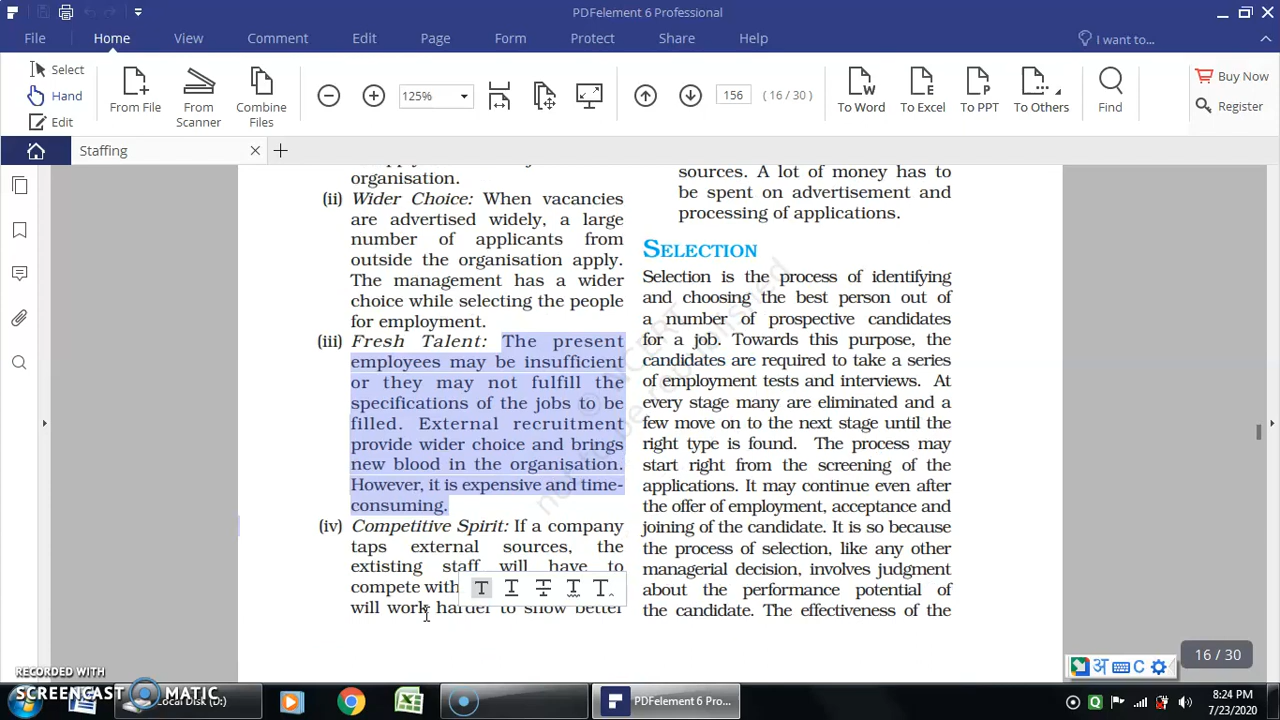 PDFelement 6 Professional
File Home View Comment Edit Page Form Protect Share Help I want to...
Select
Hand
Edit
From File
From Scanner
Combine Files
125%
156 (16 / 30)
To Word To Excel To PPT To Others Find
Buy Now
Register
Staffing
organisation.
(ii) Wider Choice: When vacancies
are advertised widely, a large
number of applicants from
outside the organisation apply.
The management has a wider
choice while selecting the people
for employment.
(iii) Fresh Talent: The present
employees may be insufficient
or they may not fulfill the
specifications of the jobs to be
filled. External recruitment
provide wider choice and brings
new blood in the organisation.
However, it is expensive and time-
consuming.
(iv) Competitive Spirit: If a company
taps external sources, the
extisting staff will have to
compete with
will work harder to show better
sources. A lot of money has to
be spent on advertisement and
processing of applications.
SELECTION
Selection is the process of identifying
and choosing the best person out of
a number of prospective candidates
for a job. Towards this purpose, the
candidates are required to take a series
of employment tests and interviews. At
every stage many are eliminated and a
few move on to the next stage until the
right type is found. The process may
start right from the screening of the
applications. It may continue even after
the offer of employment, acceptance and
joining of the candidate. It is so because
the process of selection, like any other
managerial decision, involves judgment
about the performance potential of
the candidate. The effectiveness of the
© NCERT
not to be republished
16 / 30
अ C
RECORDED WITH
SCREENCAST MATIC
Local Disk (D:)
PDFelement 6 Pro...
8:24 PM
7/23/2020